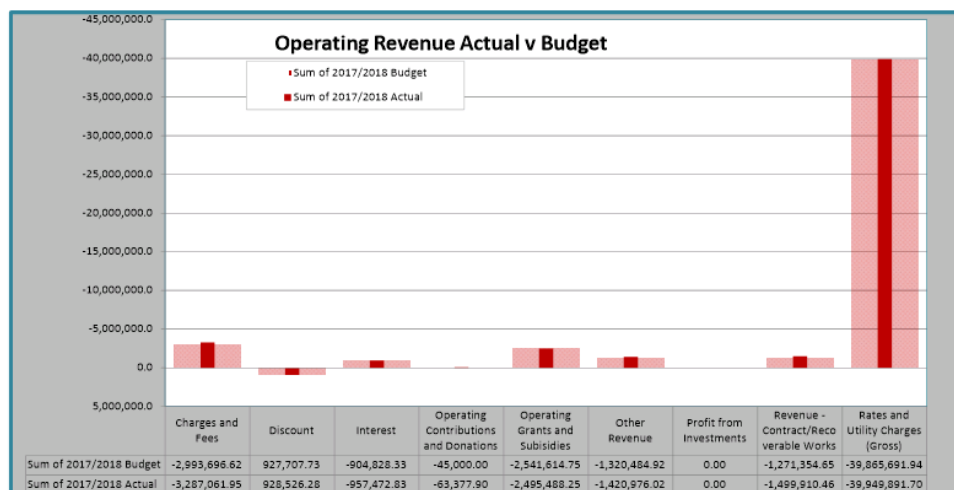 -45,000,000.0
Operating Revenue Actual v Budget
-40,000,000.0
Sum of 2017/2018 Budget
Sum of 2017/2018 Actual
-35,000,000.0
-30,000,000.0
-25,000,000.0
-20,000,000.0
-15,000,000.0
-10,000,000.0
-5,000,000.0
0.0
5,000,000.0
Charges and
Fees
Discount
Interest
Operating
Contributions
and Donations
Operating
Grants and
Subisidies
Other
Revenue
Profit from
Investments
Revenue -
Contract/Reco
verable Works
Rates and
Utility Charges
(Gross)
Sum of 2017/2018 Budget -2,993,696.62 927,707.73 -904,828.33 -45,000.00 -2,541,614.75 -1,320,484.92 0.00 -1,271,354.65 -39,865,691.94
Sum of 2017/2018 Actual -3,287,061.95 928,526.28 -957,472.83 -63,377.90 -2,495,488.25 -1,420,976.02 0.00 -1,499,910.46 -39,949,891.70